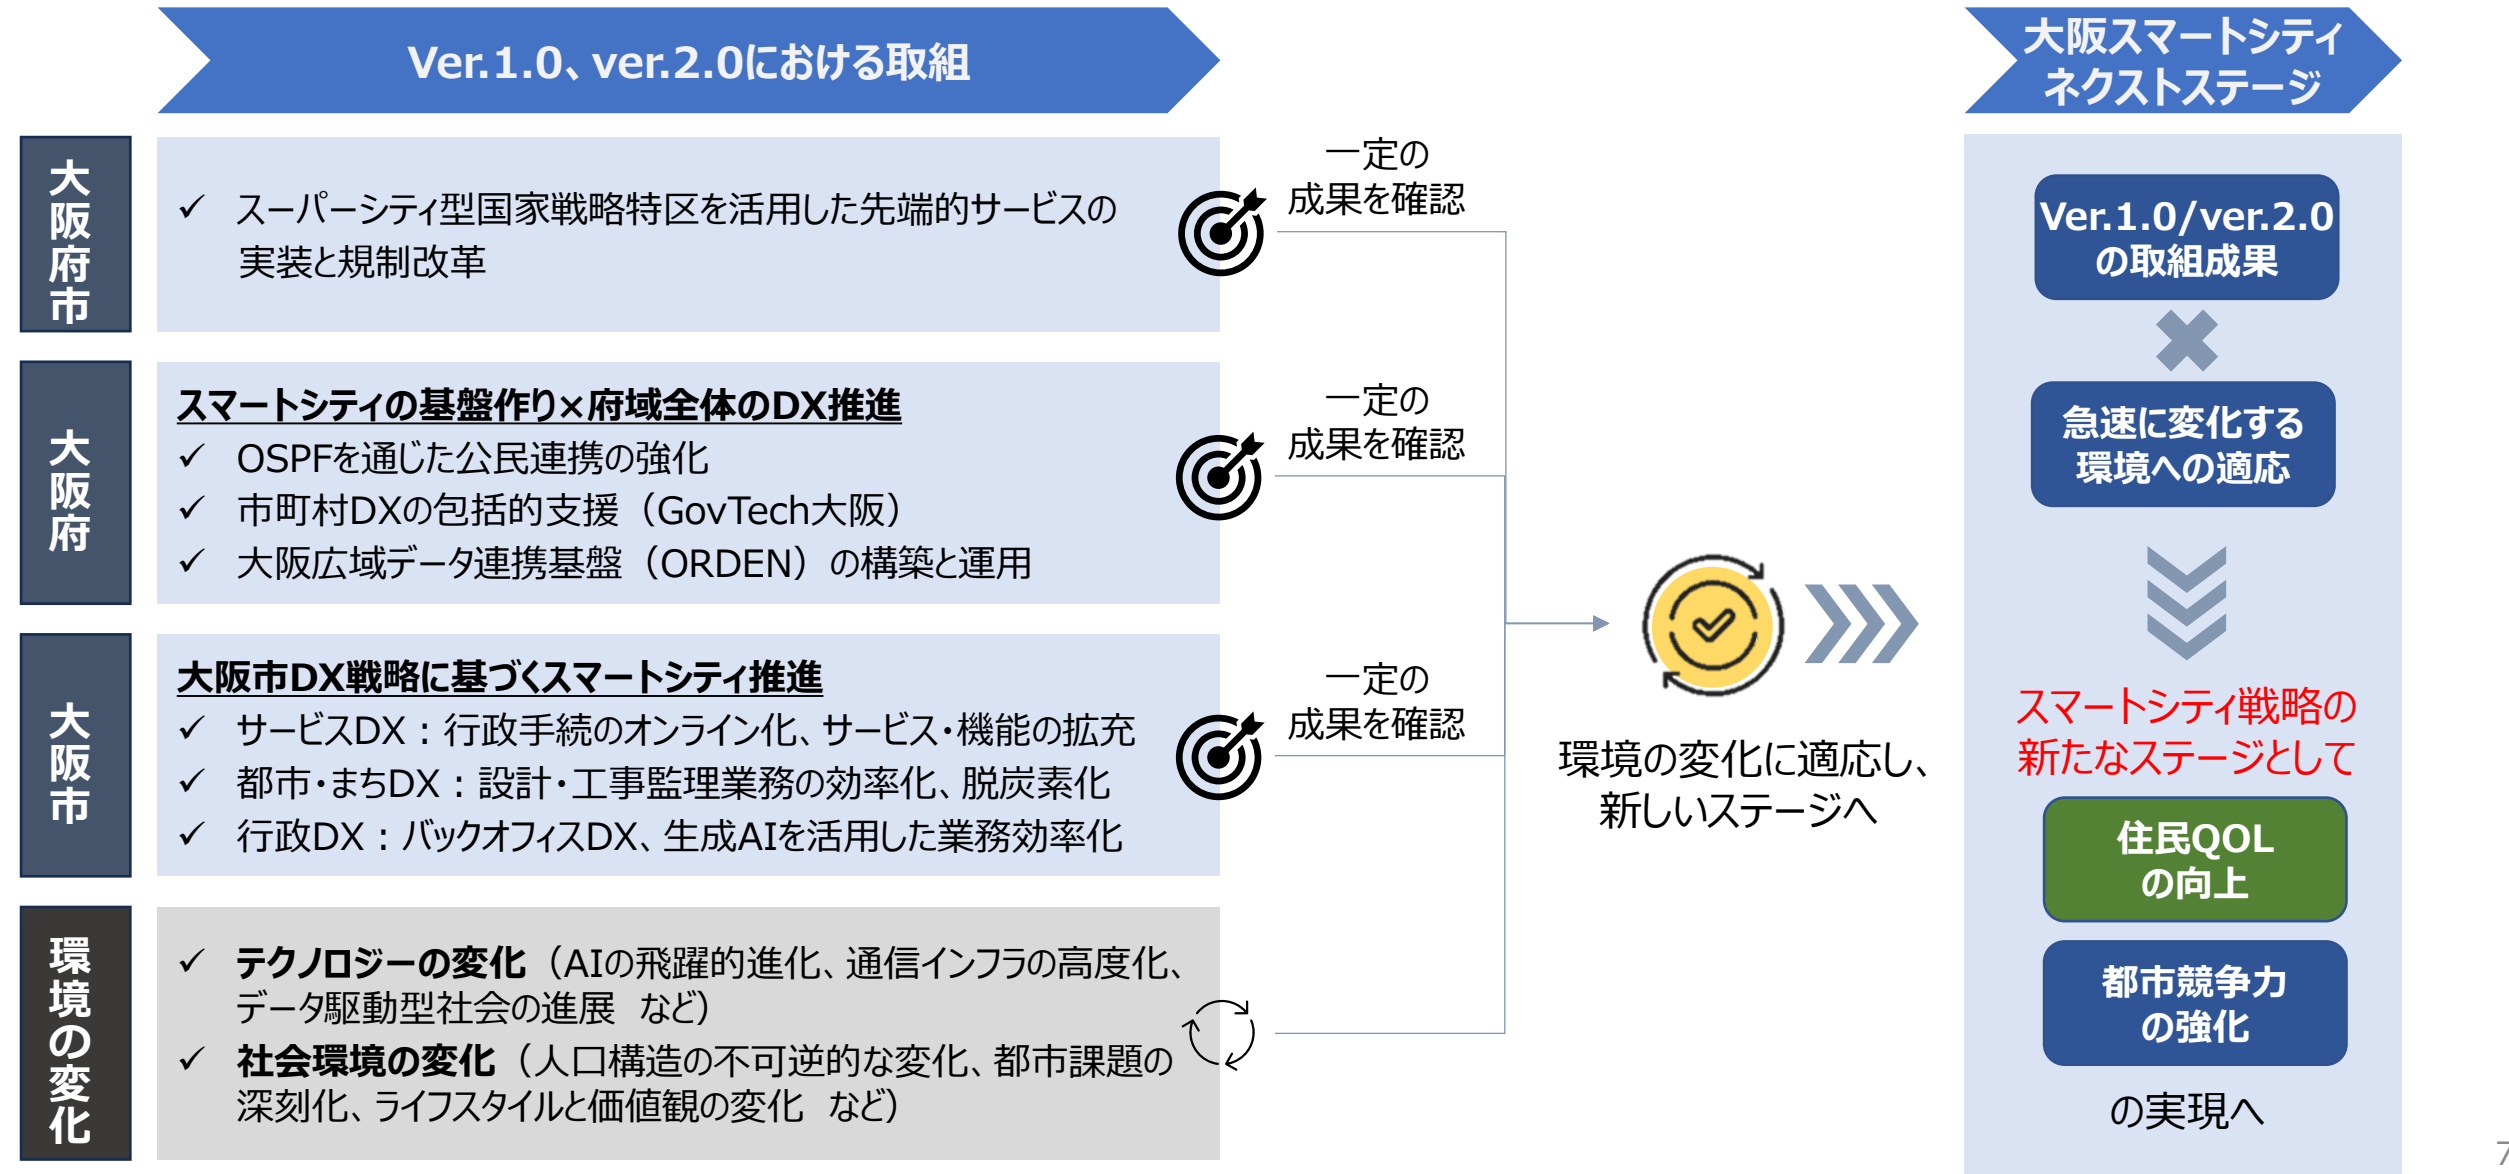 Ver.1.0、ver.2.0における取組
大阪スマートシティ
ネクストステージ
大阪府市
スーパーシティ型国家戦略特区を活用した先端的サービスの
実装と規制改革
一定の
成果を確認
大阪府
スマートシティの基盤作り×府域全体のDX推進
OSPFを通じた公民連携の強化
市町村DXの包括的支援（GovTech大阪）
大阪広域データ連携基盤（ORDEN）の構築と運用
一定の
成果を確認
大阪市
大阪市DX戦略に基づくスマートシティ推進
サービスDX：行政手続のオンライン化、サービス・機能の拡充
都市・まちDX：設計・工事監理業務の効率化、脱炭素化
行政DX：バックオフィスDX、生成AIを活用した業務効率化
一定の
成果を確認
環境の変化
テクノロジーの変化（AIの飛躍的進化、通信インフラの高度化、
データ駆動型社会の進展　など）
社会環境の変化（人口構造の不可逆的な変化、都市課題の
深刻化、ライフスタイルと価値観の変化　など）
環境の変化に適応し、
新しいステージへ
Ver.1.0/ver.2.0
の取組成果
急速に変化する
環境への適応
スマートシティ戦略の
新たなステージとして
住民QOL
の向上
都市競争力
の強化
の実現へ
7